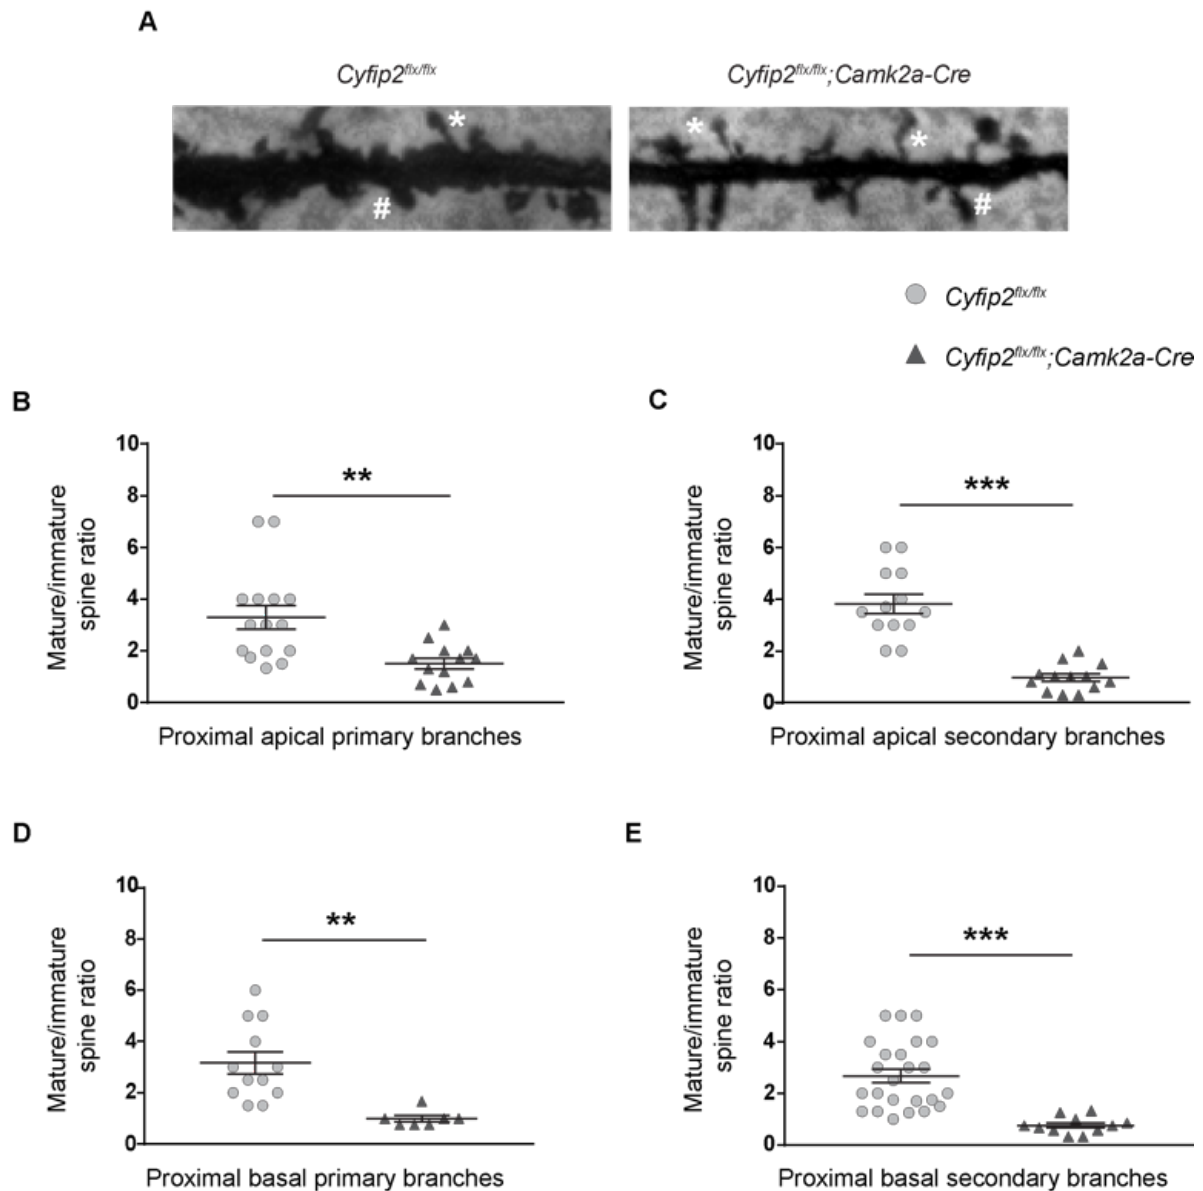 A
Cyfip2flx/flx
Cyfip2flx/flx;Camk2a-Cre
*
#
*
*
#
Cyfip2flx/flx
Cyfip2flx/flx;Camk2a-Cre
B
Mature/immature
spine ratio
10
8
6
4
2
0
**
Proximal apical primary branches
C
Mature/immature
spine ratio
10
8
6
4
2
0
***
Proximal apical secondary branches
D
Mature/immature
spine ratio
10
8
6
4
2
0
**
Proximal basal primary branches
E
Mature/immature
spine ratio
10
8
6
4
2
0
***
Proximal basal secondary branches